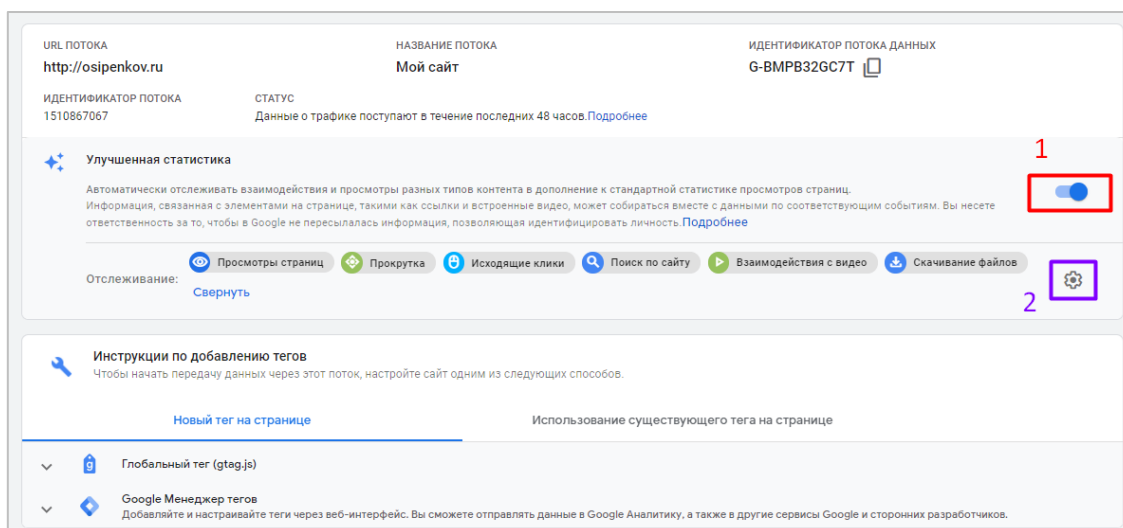 URL ПОТОКА НАЗВАНИЕ ПОТОКА ИДЕНТИФИКАТОР ПОТОКА ДАННЫХ
http://osipenkov.ru Мой сайт G-BMPB32GC7T
ИДЕНТИФИКАТОР ПОТОКА СТАТУС
1510867067 Данные о трафике поступают в течение последних 48 часов.Подробнее
1
Улучшенная статистика
Автоматически отслеживать взаимодействия и просмотры разных типов контента в дополнение к стандартной статистике просмотров страниц.
Информация, связанная с элементами на странице, такими как ссылки и встроенные видео, может собираться вместе с данными по соответствующим событиям. Вы несете
ответственность за то, чтобы в Google не пересылалась информация, позволяющая идентифицировать личность.Подробнее
Отслеживание: Просмотры страниц Прокрутка Исходящие клики Поиск по сайту Взаимодействия с видео Скачивание файлов
Свернуть
2
Инструкции по добавлению тегов
Чтобы начать передачу данных через этот поток, настройте сайт одним из следующих способов.
Новый тег на странице Использование существующего тега на странице
g Глобальный тег (gtag.js)
Google Менеджер тегов
Добавляйте и настраивайте теги через веб-интерфейс. Вы сможете отправлять данные в Google Аналитику, а также в другие сервисы Google и сторонних разработчиков.